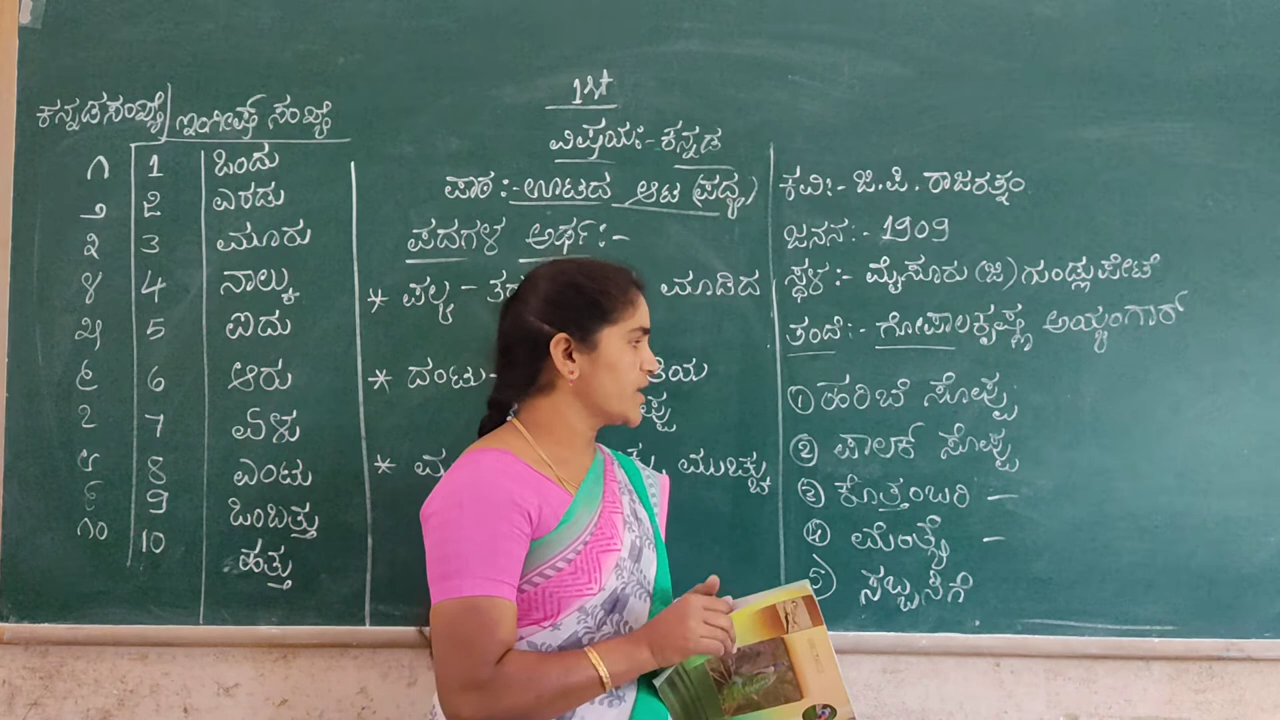 1st
ವಿಷಯ:- ಕನ್ನಡ
ಪಾಠ:- ಊಟದ ಆಟ (ಪದ್ಯ)
ಕನ್ನಡ ಸಂಖ್ಯೆ ಇಂಗ್ಲೀಷ್ ಸಂಖ್ಯೆ
೧ 1 ಒಂದು
೨ 2 ಎರಡು
೩ 3 ಮೂರು
೪ 4 ನಾಲ್ಕು
೫ 5 ಐದು
೬ 6 ಆರು
೭ 7 ಏಳು
೮ 8 ಎಂಟು
೯ 9 ಒಂಬತ್ತು
೧೦ 10 ಹತ್ತು
ಪದಗಳ ಅರ್ಥ:-
* ಪಲ್ಯ - ಮಾಡಿದ
* ದಂಟು-
* ಮುಚ್ಚು
ಕವಿ:- ಜಿ.ಪಿ. ರಾಜರತ್ನಂ
ಜನನ:- 1909
ಸ್ಥಳ:- ಮೈಸೂರು (ಜಿ) ಗುಂಡ್ಲುಪೇಟೆ
ತಂದೆ:- ಗೋಪಾಲಕೃಷ್ಣ ಅಯ್ಯಂಗಾರ್
① ಹರಿಬೆ ಸೊಪ್ಪು
② ಪಾಲಕ್ ಸೊಪ್ಪು
③ ಕೊತ್ತಂಬರಿ –
④ ಮೆಂತ್ಯೆ –
⑤ ಸಬ್ಬಸಿಗೆ